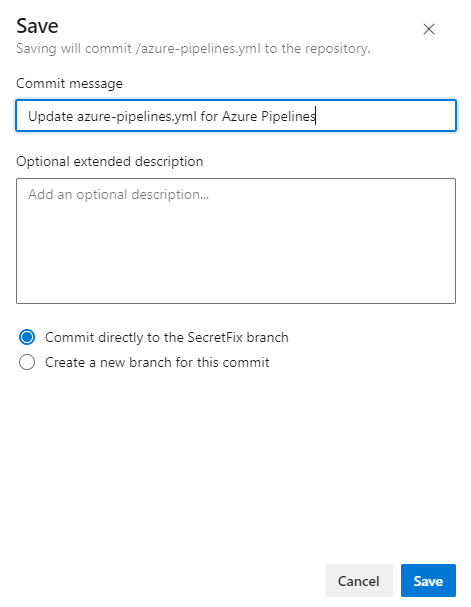 Save
Saving will commit /azure-pipelines.yml to the repository.
Commit message
Update azure-pipelines.yml for Azure Pipelines
Optional extended description
Add an optional description...
Commit directly to the SecretFix branch
Create a new branch for this commit
Cancel
Save